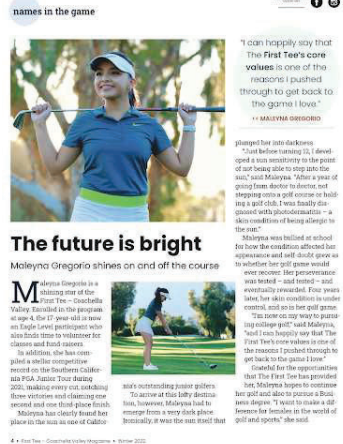 names in the game
"I can happily say that
The First Tee's core
values is one of the
reasons I pushed
through to get back to
the game I love."
MALEYNA GREGORIO
The future is bright
Maleyna Gregorio shines on and off the course
Maleyna Gregorio is a
shining star of the
First Tee – Coachella
Valley. Enrolled in the program
at age 4, the 17-year-old is now
an Eagle Level participant who
also finds time to volunteer for
classes and fund-raisers.
In addition, she has com-
piled a stellar competitive
record on the Southern Califor-
nia PGA Junior Tour during
2021, making every cut, notching
three victories and claiming one
second and one third-place finish.
Maleyna has clearly found her
place in the sun as one of Califor-
nia's outstanding junior golfers.
To arrive at this lofty destina-
tion, however, Maleyna had to
emerge from a very dark place.
Ironically, it was the sun itself that
plunged her into darkness.
"Just before turning 12, I devel-
oped a sun sensitivity to the point
of not being able to step into the
sun," said Maleyna. "After a year of
going from doctor to doctor, not
stepping onto a golf course or hold-
ing a golf club, I was finally diag-
nosed with photodermatitis – a
skin condition of being allergic to
the sun."
Maleyna was bullied at school
for how the condition affected her
appearance and self-doubt grew as
to whether her golf game would
ever recover. Her perseverance
was tested – and tested – and
eventually rewarded. Four years
later, her skin condition is under
control, and so is her golf game.
"I'm now on my way to pursu-
ing college golf," said Maleyna,
"and I can happily say that The
First Tee's core values is one of
the reasons I pushed through to
get back to the game I love."
Grateful for the opportunities
that The First Tee has provided
her, Maleyna hopes to continue
her golf and also to pursue a Busi-
ness degree. "I want to make a dif-
ference for females in the world of
golf and sports," she said.
4 • First Tee – Coachella Valley Magazine • Winter 2022